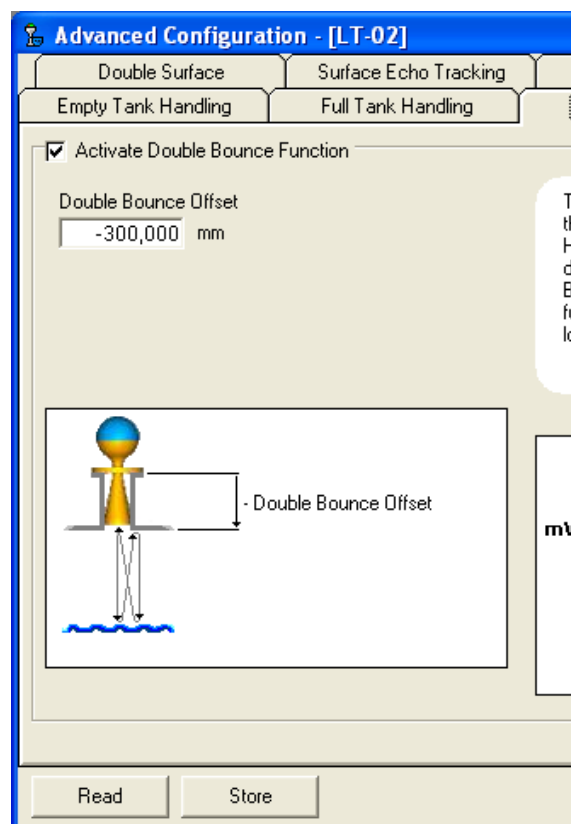 Advanced Configuration - [LT-02]
Double Surface
Surface Echo Tracking
Empty Tank Handling
Full Tank Handling
Activate Double Bounce Function
Double Bounce Offset
-300,000 mm
- Double Bounce Offset
Read
Store